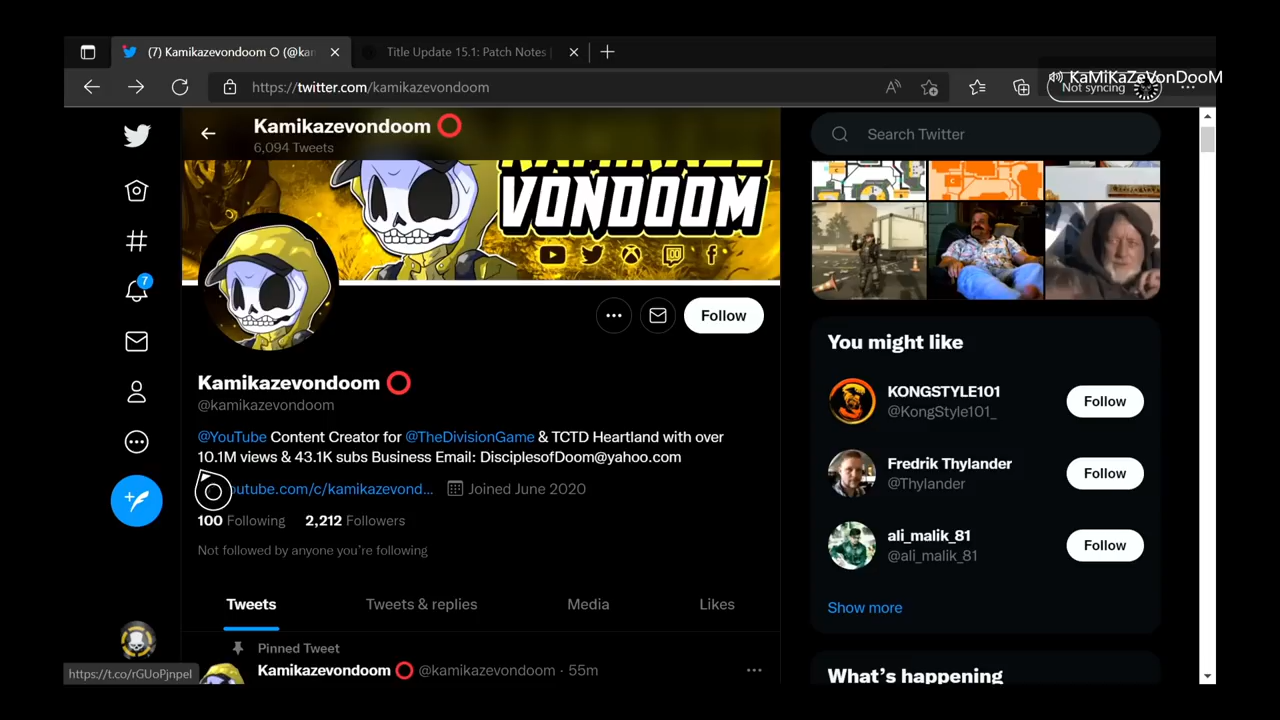 (7) Kamikazevondoom O (@kar
Title Update 15.1: Patch Notes |
https://twitter.com/kamikazevondoom
KaMiKaZeVonDooM
Not syncing
Kamikazevondoom ⭕
6,094 Tweets
Search Twitter
VONDOOM
Follow
Kamikazevondoom ⭕
@kamikazevondoom
@YouTube Content Creator for @TheDivisionGame & TCTD Heartland with over
10.1M views & 43.1K subs Business Email: DisciplesofDoom@yahoo.com
outube.com/c/kamikazevond... Joined June 2020
100 Following 2,212 Followers
Not followed by anyone you're following
Tweets Tweets & replies Media Likes
Pinned Tweet
Kamikazevondoom ⭕ @kamikazevondoom · 55m
https://t.co/rGUoPjnpeI
7
You might like
KONGSTYLE101
@KongStyle101_
Follow
Fredrik Thylander
@Thylander
Follow
ali_malik_81
@ali_malik_81
Follow
Show more
What's happening